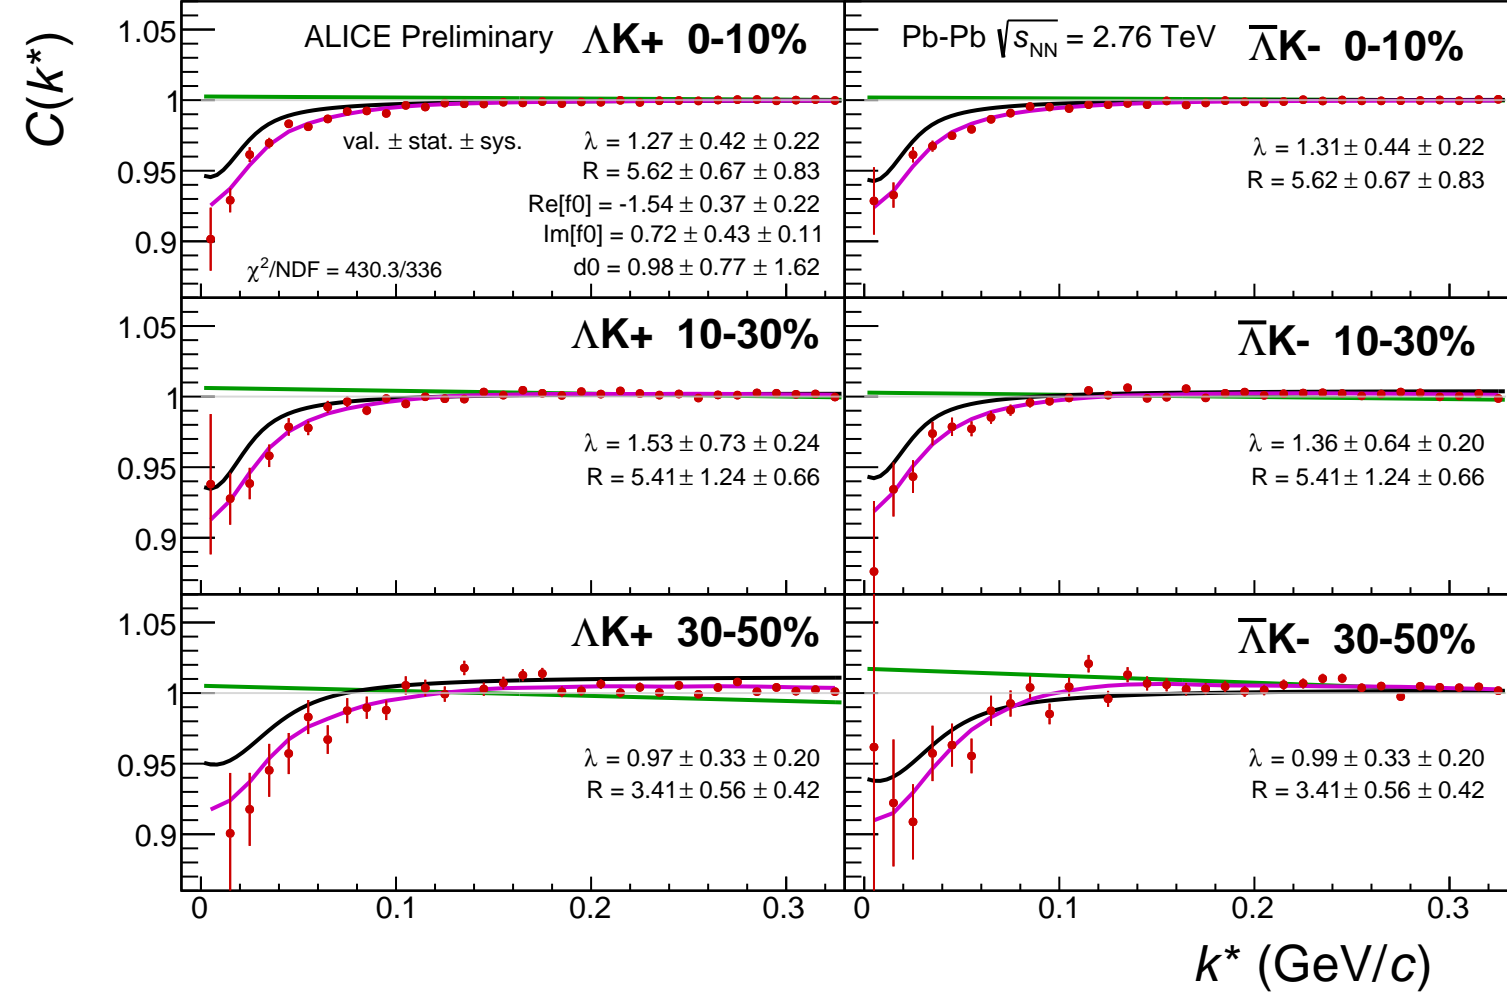 C(k*)
1.05
1
0.95
0.9
ALICE Preliminary ΛK+ 0-10%
val. ± stat. ± sys.
λ = 1.27 ± 0.42 ± 0.22
R = 5.62 ± 0.67 ± 0.83
Re[f0] = -1.54 ± 0.37 ± 0.22
Im[f0] = 0.72 ± 0.43 ± 0.11
χ²/NDF = 430.3/336
d0 = 0.98 ± 0.77 ± 1.62
Pb-Pb √s_NN = 2.76 TeV Λ̅K- 0-10%
λ = 1.31 ± 0.44 ± 0.22
R = 5.62 ± 0.67 ± 0.83
1.05
1
0.95
0.9
ΛK+ 10-30%
λ = 1.53 ± 0.73 ± 0.24
R = 5.41 ± 1.24 ± 0.66
Λ̅K- 10-30%
λ = 1.36 ± 0.64 ± 0.20
R = 5.41 ± 1.24 ± 0.66
1.05
1
0.95
0.9
ΛK+ 30-50%
λ = 0.97 ± 0.33 ± 0.20
R = 3.41 ± 0.56 ± 0.42
Λ̅K- 30-50%
λ = 0.99 ± 0.33 ± 0.20
R = 3.41 ± 0.56 ± 0.42
0 0.1 0.2 0.3
0 0.1 0.2 0.3
k* (GeV/c)